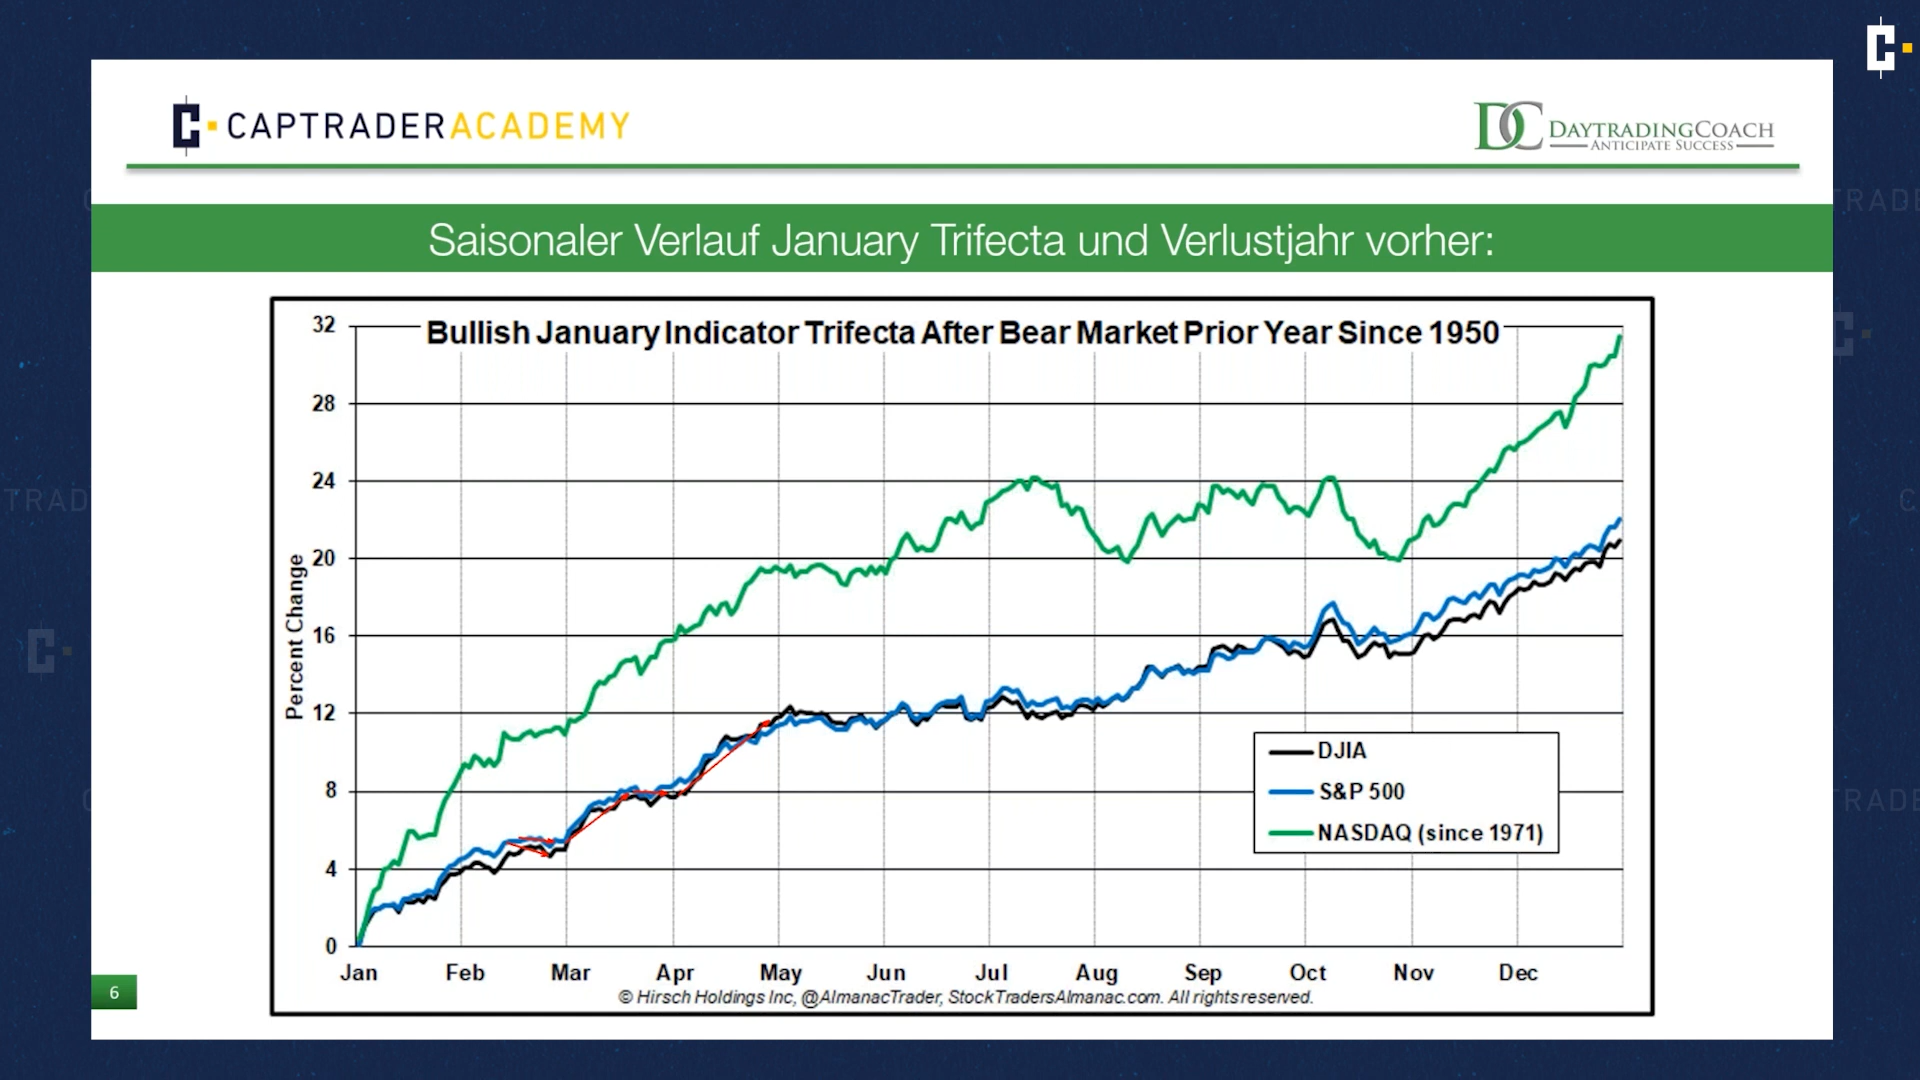 CAPTRADERACADEMY
DAYTRADINGCOACH
ANTICIPATE SUCCESS
Saisonaler Verlauf January Trifecta und Verlustjahr vorher:
Bullish January Indicator Trifecta After Bear Market Prior Year Since 1950
Percent Change
32
28
24
20
16
12
8
4
0
DJIA
S&P 500
NASDAQ (since 1971)
Jan Feb Mar Apr May Jun Jul Aug Sep Oct Nov Dec
© Hirsch Holdings Inc, @AlmanacTrader, StockTradersAlmanac.com. All rights reserved.
6